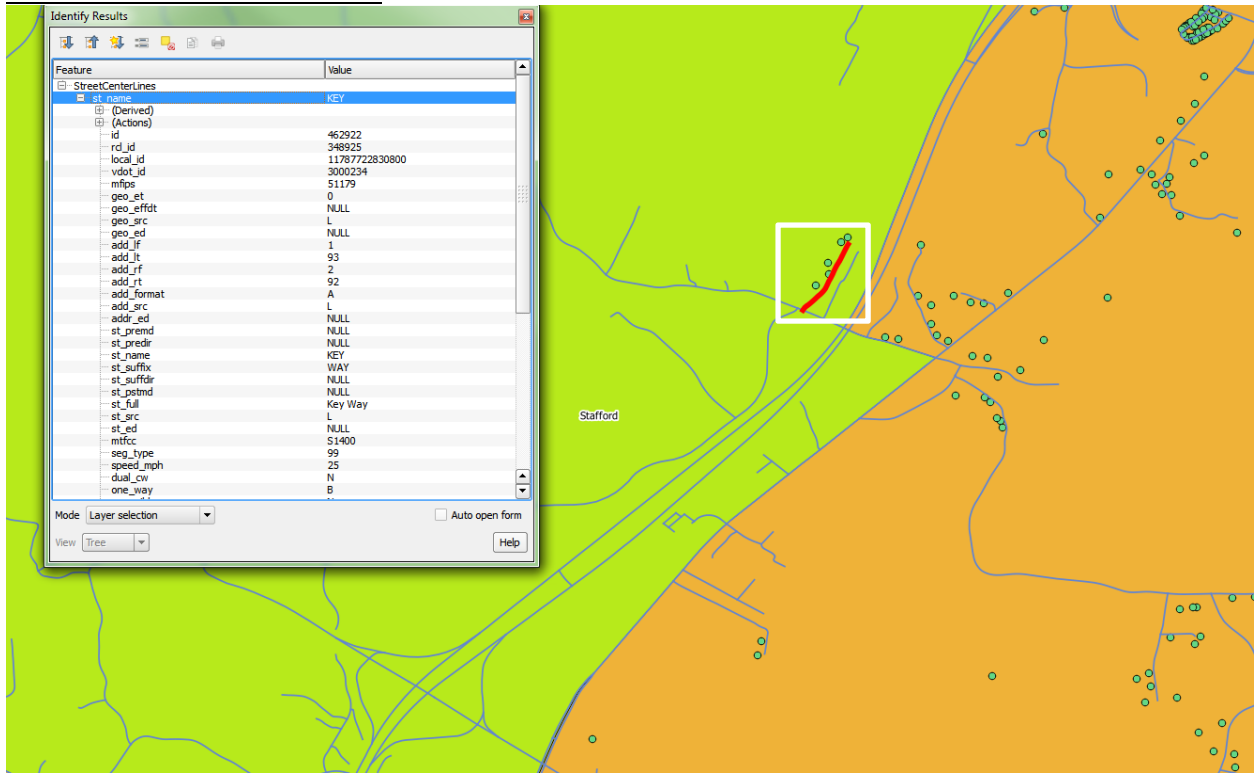 Identify Results
Feature Value
StreetCenterLines
st_name KEY
(Derived)
(Actions)
id 462922
rcl_id 348925
local_id 11787722830800
vdot_id 3000234
mfips 51179
geo_et 0
geo_effdt NULL
geo_src L
geo_ed NULL
add_lf 1
add_lt 93
add_rf 2
add_rt 92
add_format A
add_src L
addr_ed NULL
st_premd NULL
st_predir NULL
st_name KEY
st_suffix WAY
st_suffdir NULL
st_pstmd NULL
st_full Key Way
st_src L
st_ed NULL
mtfcc S1400
seg_type 99
speed_mph 25
dual_cw N
one_way B
Mode Layer selection Auto open form
View Tree Help
Stafford